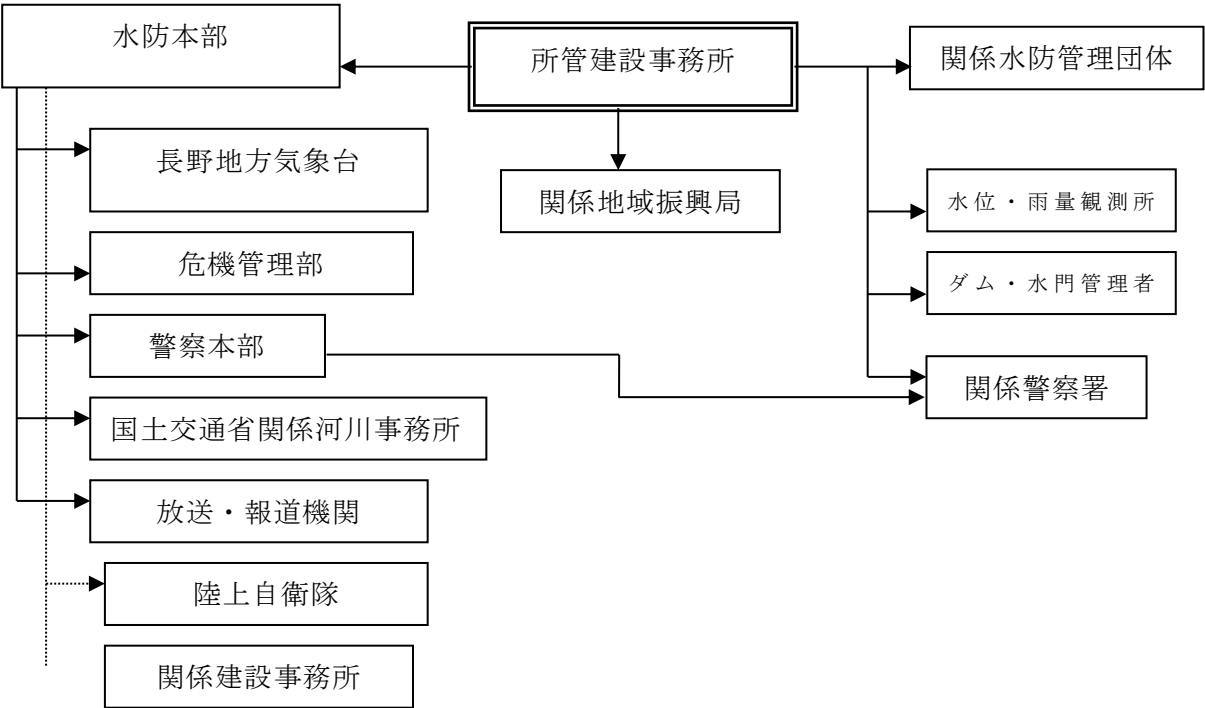 水防本部
所管建設事務所
関係水防管理団体
長野地方気象台
関係地域振興局
水位・雨量観測所
危機管理部
ダム・水門管理者
警察本部
関係警察署
国土交通省関係河川事務所
放送・報道機関
陸上自衛隊
関係建設事務所